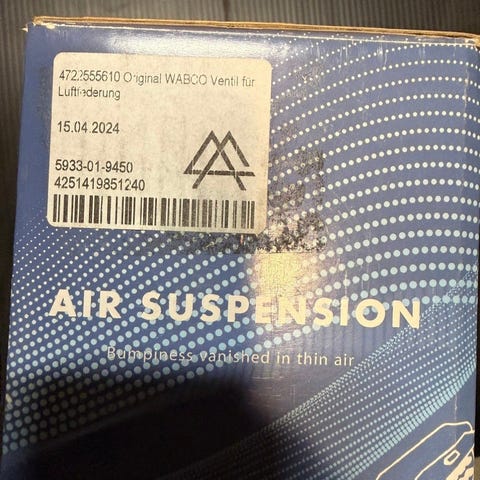 4722555610 Original WABCO Ventil für
Luftfederung
15.04.2024
5933-01-9450
4251419851240
AIR SUSPENSION
Bumpiness vanished in thin air